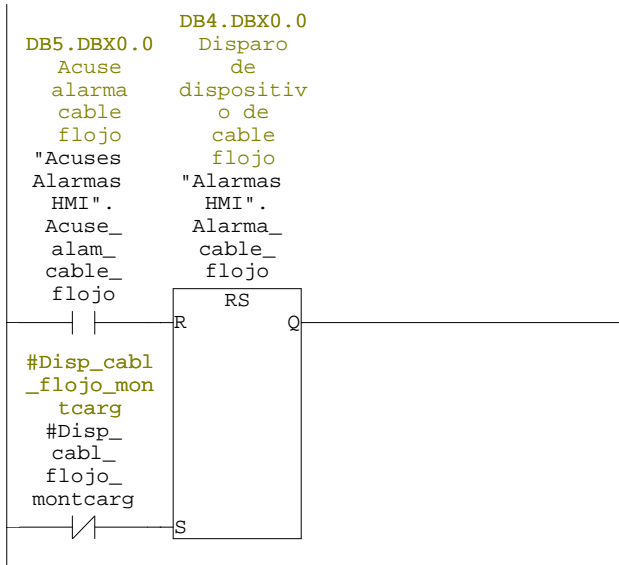 DB5.DBX0.0
Acuse
alarma
cable
flojo
"Acuses
Alarmas
HMI".
Acuse_
alam_
cable_
flojo
DB4.DBX0.0
Disparo
de
dispositiv
o de
cable
flojo
"Alarmas
HMI".
Alarma_
cable_
flojo
RS
R
Q
#Disp_cabl
_flojo_mon
tcarg
#Disp_
cabl_
flojo_
montcarg
S